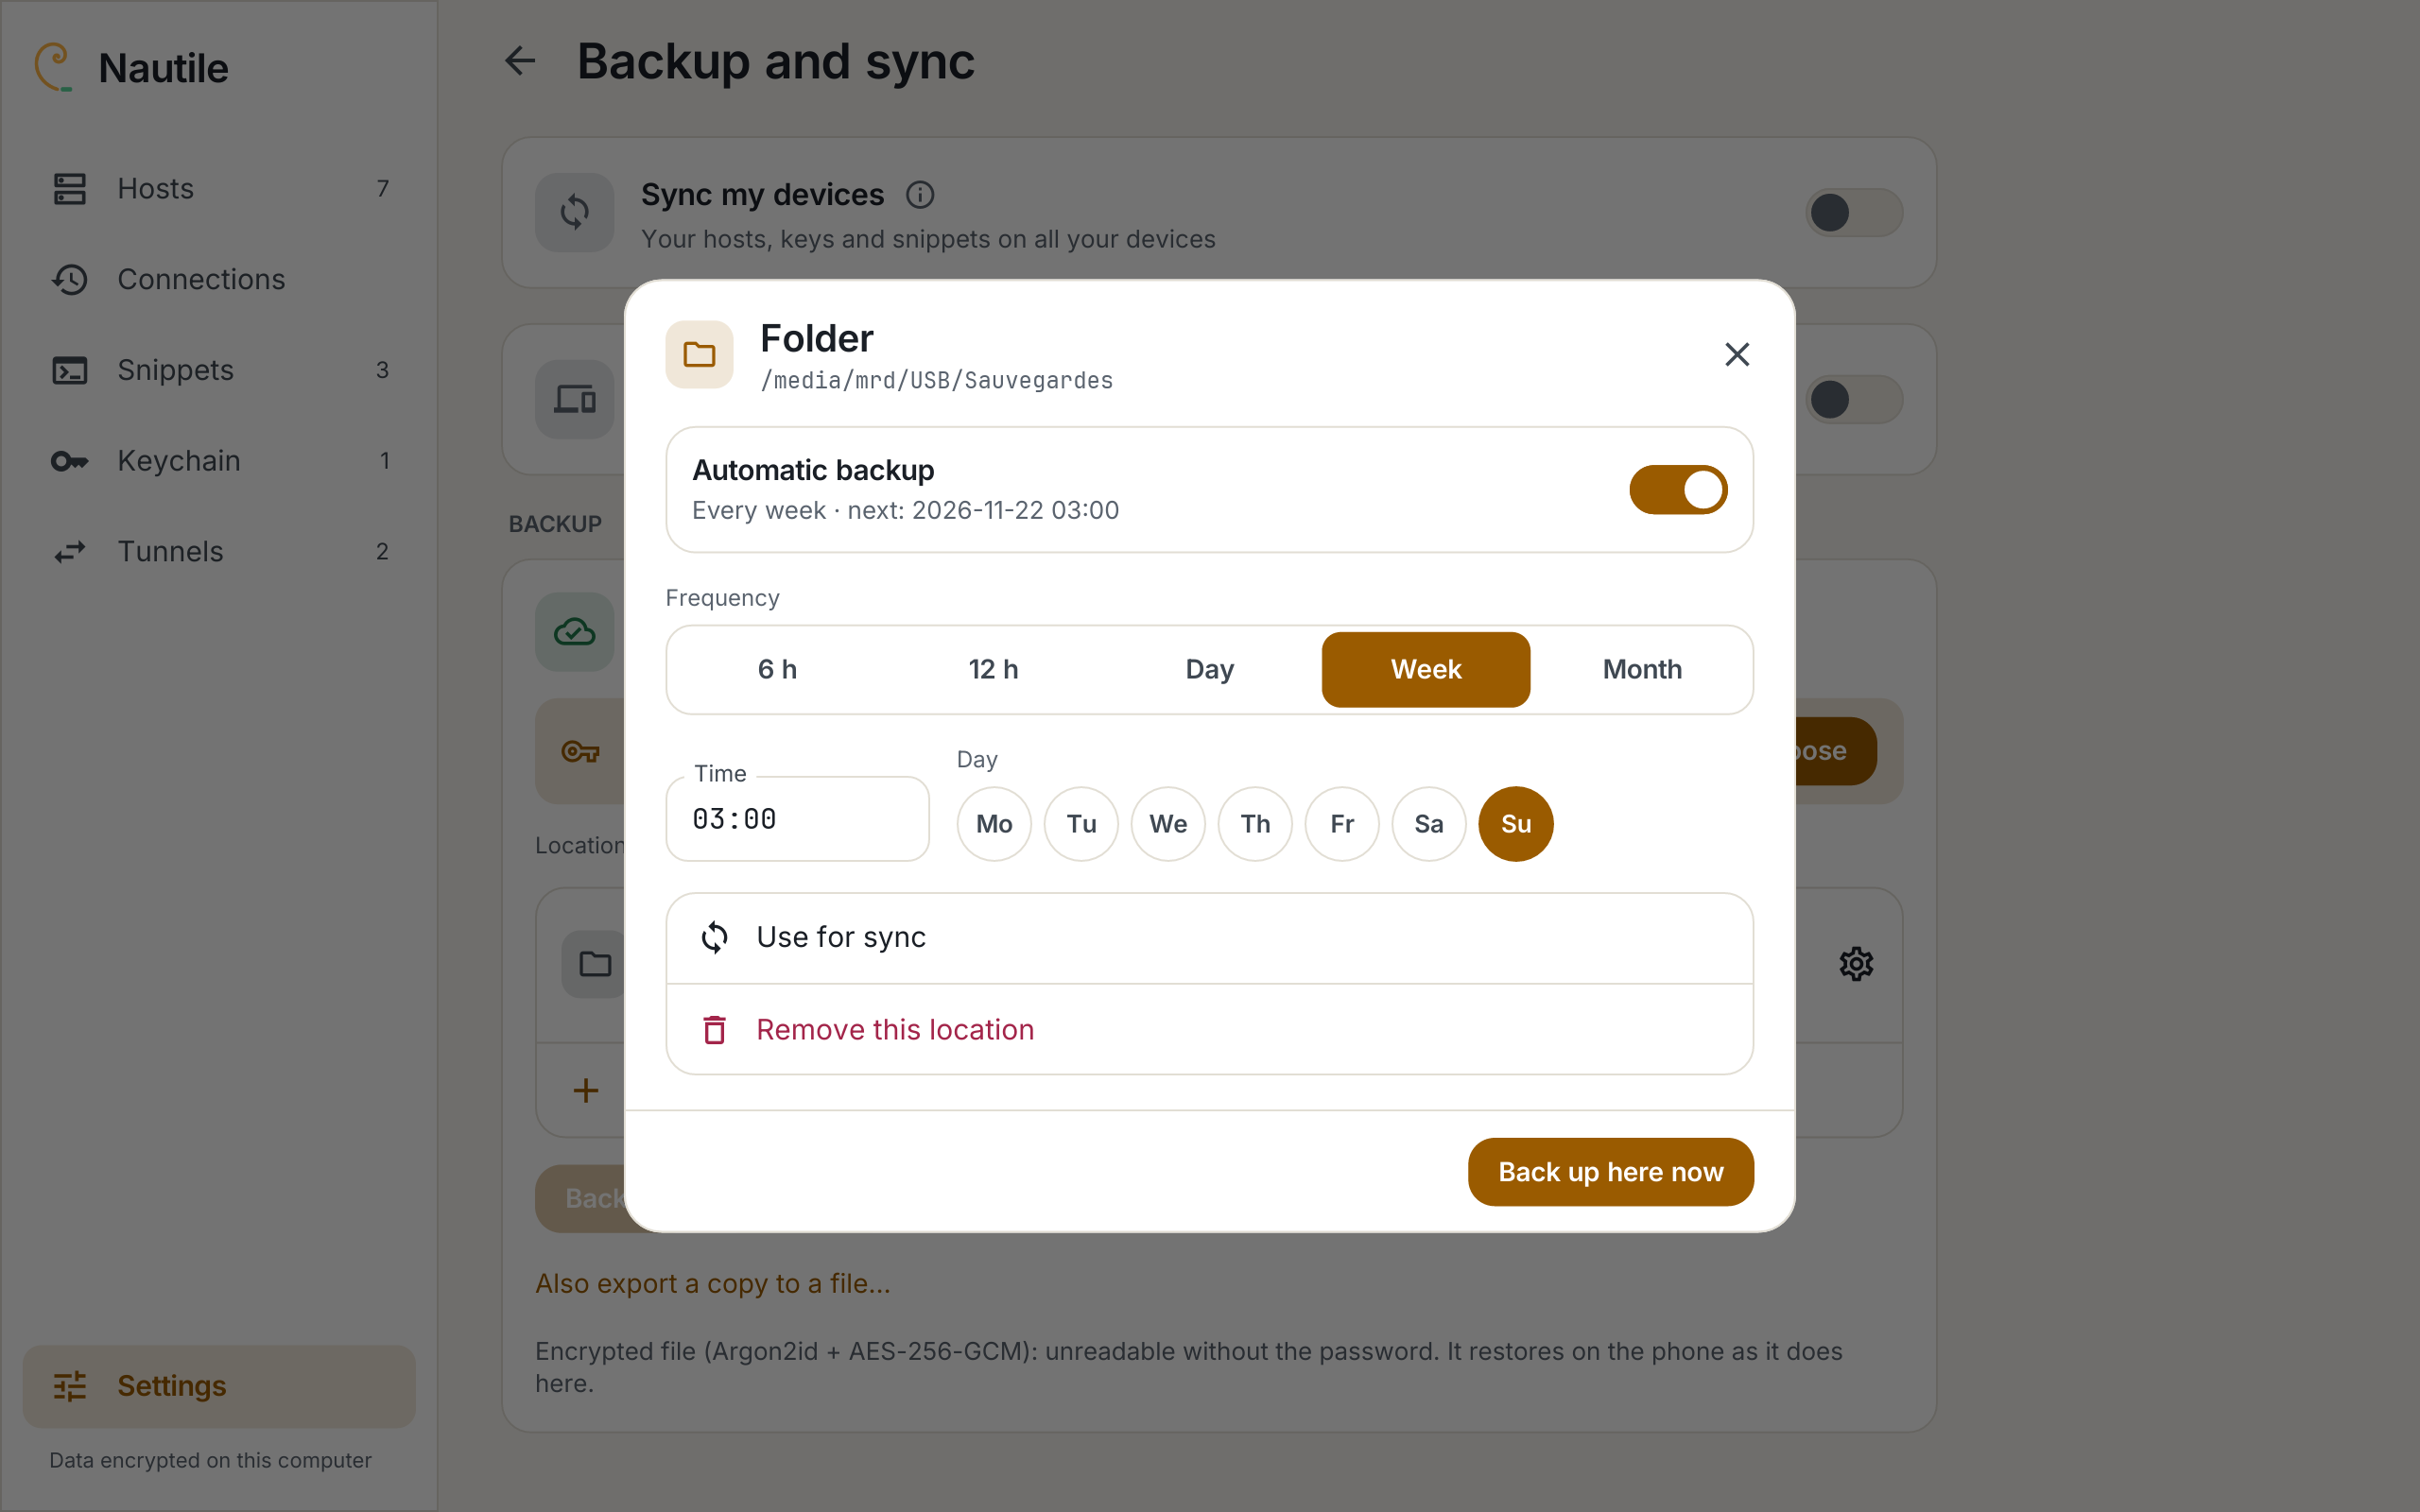 Nautile
Hosts 7
Connections
Snippets 3
Keychain 1
Tunnels 2
Settings
Data encrypted on this computer
Backup and sync
Sync my devices
Your hosts, keys and snippets on all your devices
BACKUP
Location
Also export a copy to a file...
Encrypted file (Argon2id + AES-256-GCM): unreadable without the password. It restores on the phone as it does
here.
Folder
/media/mrd/USB/Sauvegardes
Automatic backup
Every week · next: 2026-11-22 03:00
Frequency
6 h 12 h Day Week Month
Time
03:00
Day
Mo Tu We Th Fr Sa Su
Use for sync
Remove this location
Back up here now